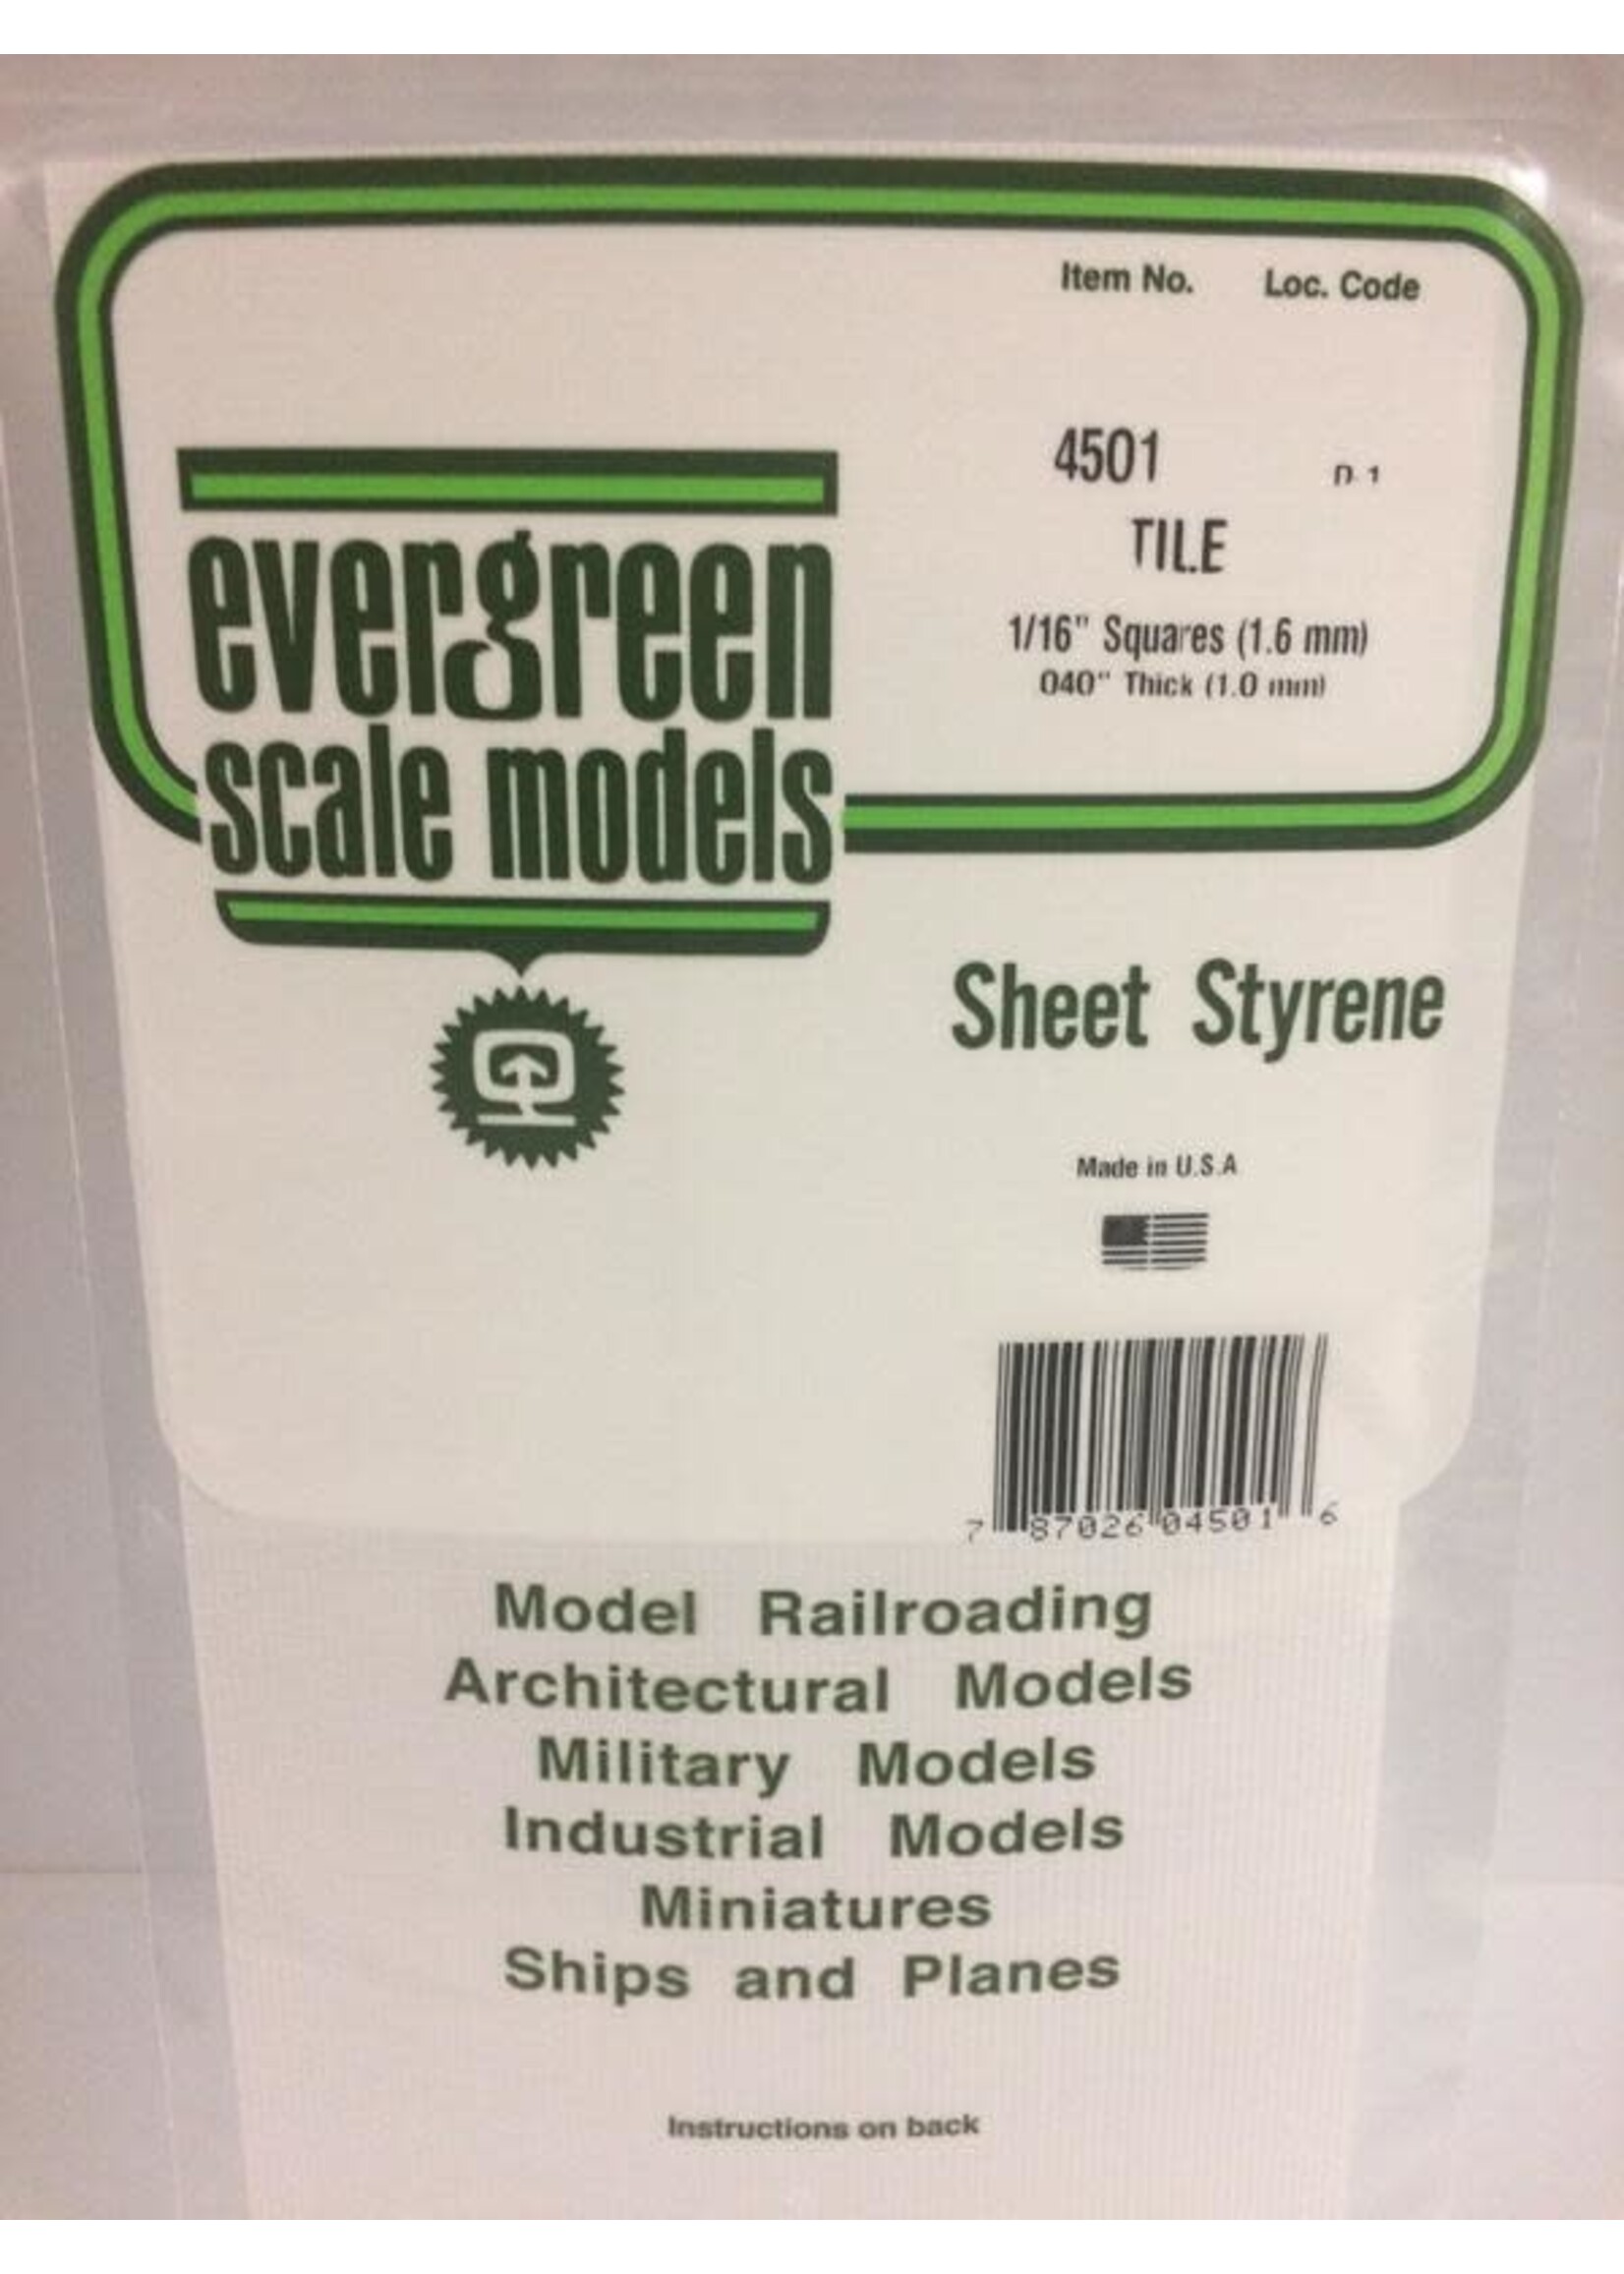 Item No. Loc. Code
4501 D 1
TILE
1/16" Squares (1.6 mm)
040" Thick (1.0 mm)
evergreen
scale models
Sheet Styrene
Made in U.S.A
7 87026 04501 6
Model Railroading
Architectural Models
Military Models
Industrial Models
Miniatures
Ships and Planes
Instructions on back